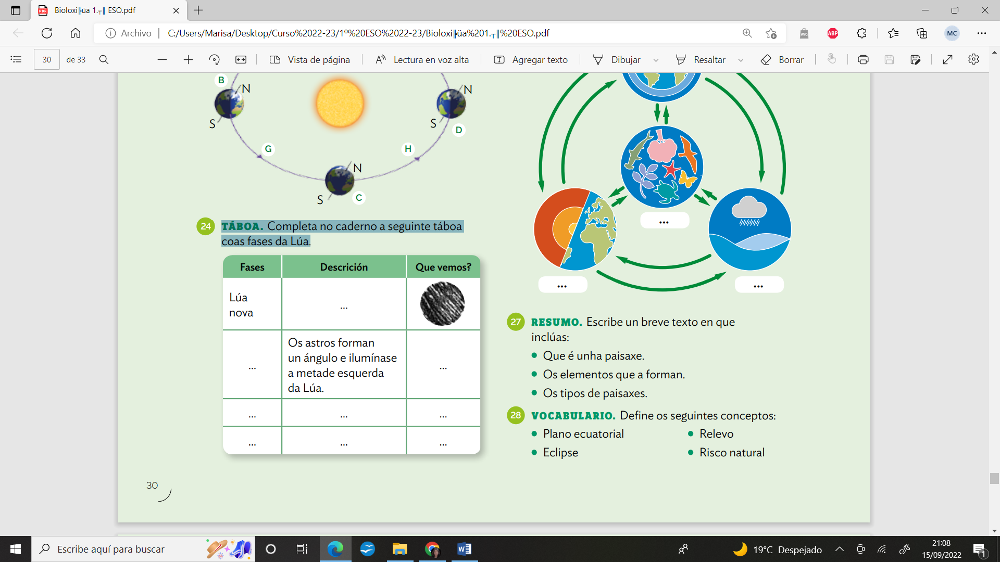 Bioloxi╠üa 1.┬║ ESO.pdf
Archivo
C:/Users/Marisa/Desktop/Curso%2022-23/1º%20ESO%2022-23/Bioloxi╠üa%201.┬║%20ESO.pdf
AVG
ABP
MC
30
de 33
Vista de página
Lectura en voz alta
Agregar texto
Dibujar
Resaltar
Borrar
B
N
S
N
S
D
G
H
N
S
C
24 TÁBOA. Completa no caderno a seguinte táboa
coas fases da Lúa.
Fases Descrición Que vemos?
Lúa
nova
...
...
Os astros forman
un ángulo e ilumínase
a metade esquerda
da Lúa.
...
... ... ...
... ... ...
30
...
...
...
27 RESUMO. Escribe un breve texto en que
inclúas:
• Que é unha paisaxe.
• Os elementos que a forman.
• Os tipos de paisaxes.
28 VOCABULARIO. Define os seguintes conceptos:
• Plano ecuatorial
• Relevo
• Eclipse
• Risco natural
Escribe aquí para buscar
19°C Despejado
21:08
15/09/2022
1